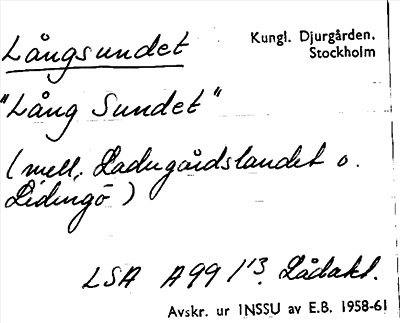 Långsundet
Kungl. Djurgården.
Stockholm
"Lång Sundet"
(mell. Ladugårdslandet o.
Lidingö)
LSA A99 1/13. Lådakt.
Avskr. ur INSSU av E.B. 1958-61